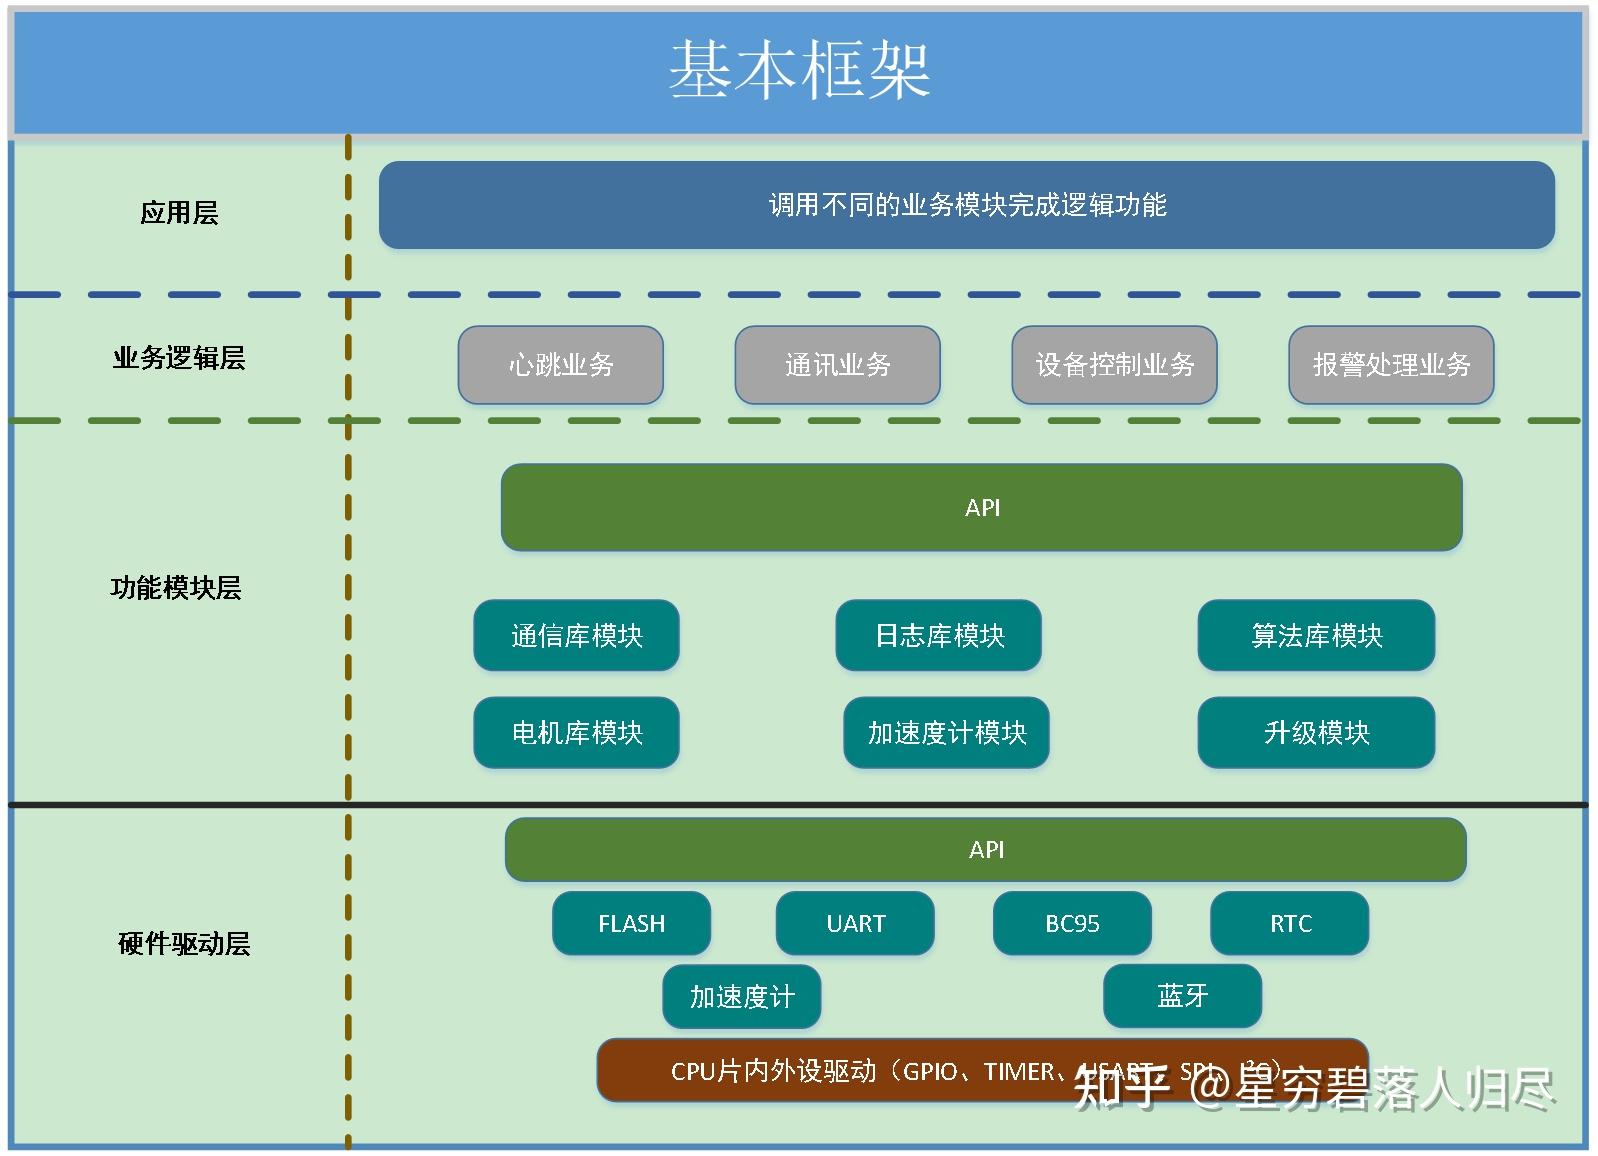 基本框架
应用层
调用不同的业务模块完成逻辑功能
业务逻辑层
心跳业务
通讯业务
设备控制业务
报警处理业务
功能模块层
API
通信库模块
日志库模块
算法库模块
电机库模块
加速度计模块
升级模块
硬件驱动层
API
FLASH
UART
BC95
RTC
加速度计
蓝牙
CPU片内外设驱动（GPIO、TIMER、USART、SPI、I²C）
知乎 @星穷碧落人归尽